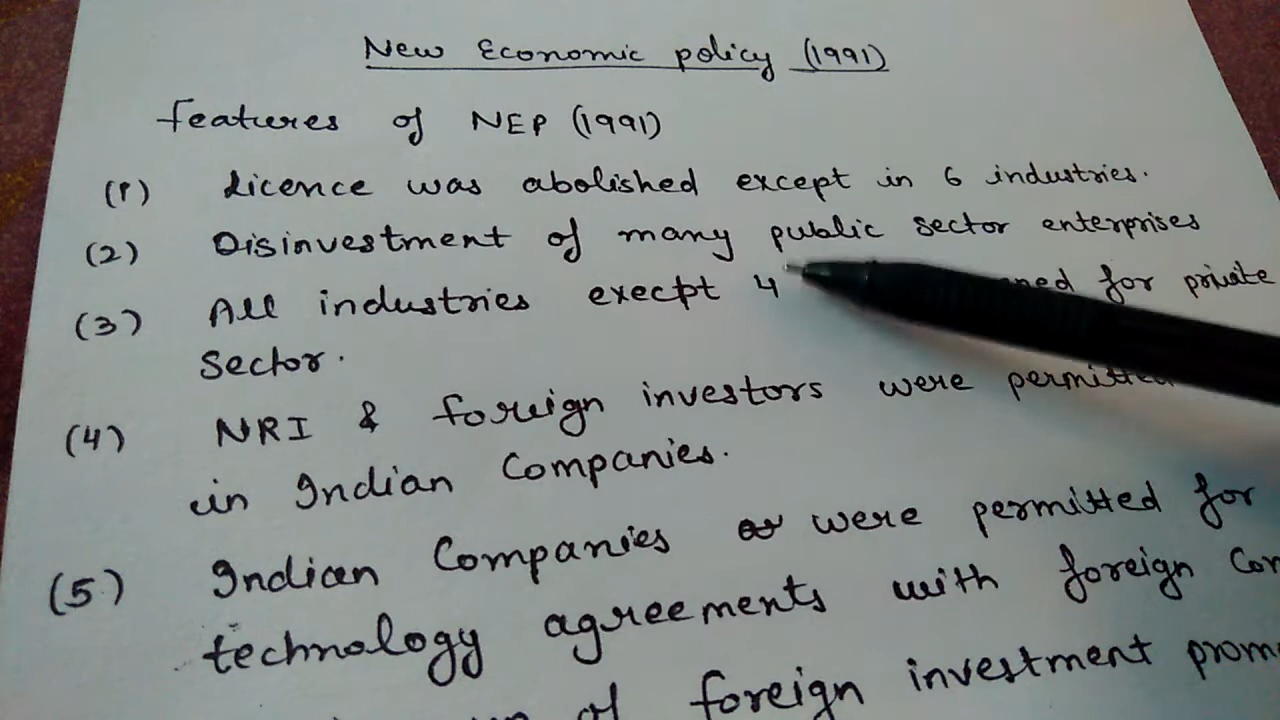 New Economic policy (1991)
features of NEP (1991)
(1) Licence was abolished except in 6 industries.
(2) Disinvestment of many public sector enterprises
(3) All industries execpt 4 for private
sector.
(4) NRI & foreign investors were
in Indian Companies.
(5) Indian Companies were permitted for
technology agreements with foreign
of foreign investment